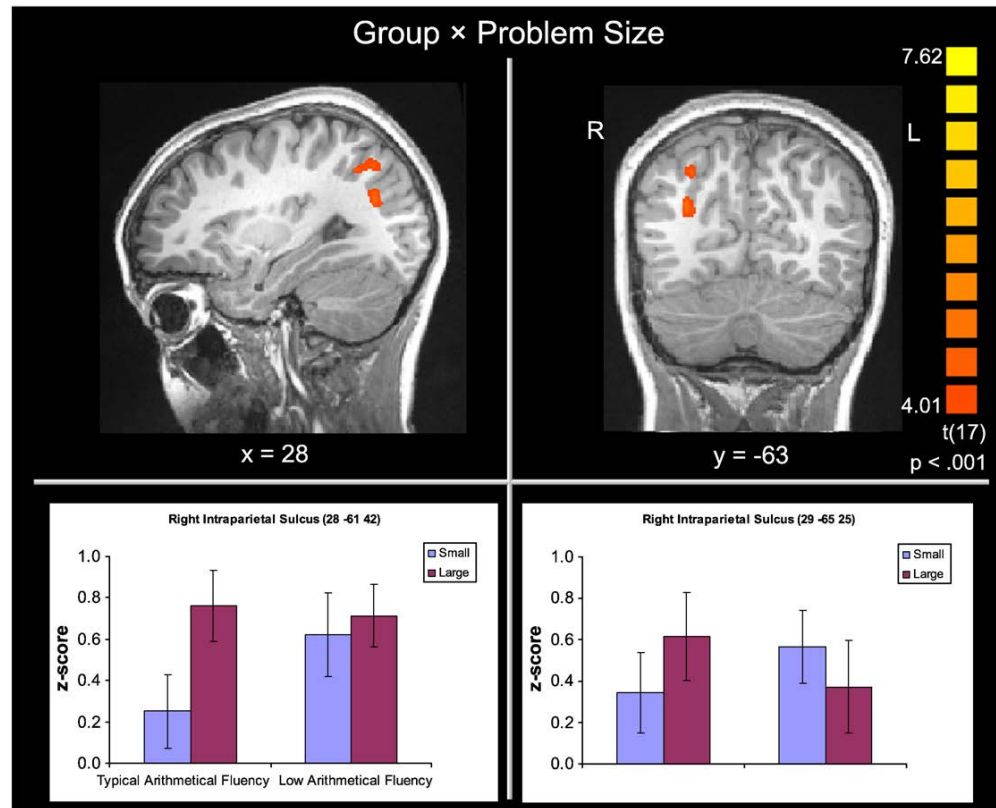 Group × Problem Size
7.62
R
L
4.01
t(17)
p < .001
x = 28
y = -63
Right Intraparietal Sulcus (28 -61 42)
Small
Large
1.0
0.8
0.6
0.4
0.2
0.0
z-score
Typical Arithmetical Fluency
Low Arithmetical Fluency
Right Intraparietal Sulcus (29 -65 25)
Small
Large
1.0
0.8
0.6
0.4
0.2
0.0
z-score